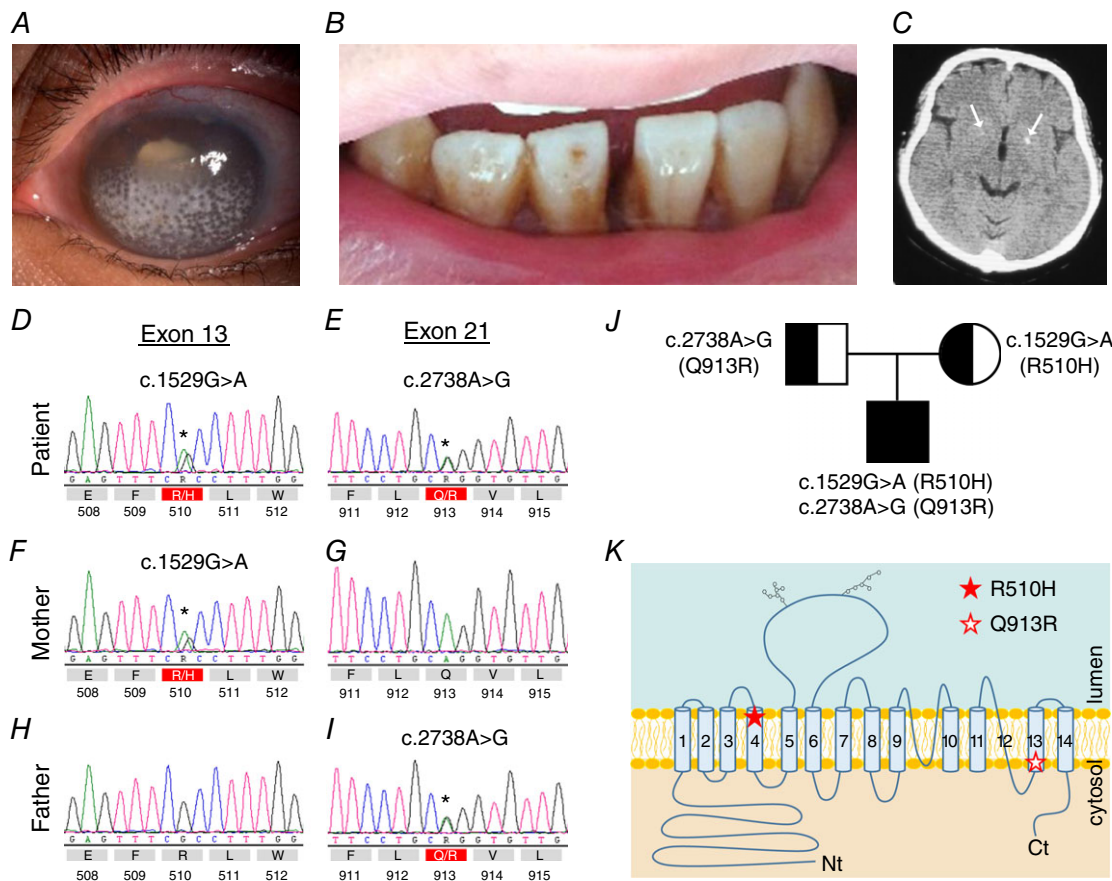 A
B
C
D
Exon 13
E
Exon 21
c.1529G>A
c.2738A>G
Patient
*
*
G A G T T T C R C C T T T G G
T T C C T G C R G G T G T T G
E F R/H L W
F L Q/R V L
508 509 510 511 512
911 912 913 914 915
F
c.1529G>A
G
Mother
*
G A G T T T C R C C T T T G G
T T C C T G C A G G T G T T G
E F R/H L W
F L Q V L
508 509 510 511 512
911 912 913 914 915
H
I
c.2738A>G
Father
*
G A G T T T C G C C T T T G G
T T C C T G C R G G T G T T G
E F R L W
F L Q/R V L
508 509 510 511 512
911 912 913 914 915
J
c.2738A>G
(Q913R)
c.1529G>A
(R510H)
c.1529G>A (R510H)
c.2738A>G (Q913R)
K
R510H
Q913R
lumen
1 2 3 4 5 6 7 8 9 10 11 12 13 14
cytosol
Nt
Ct